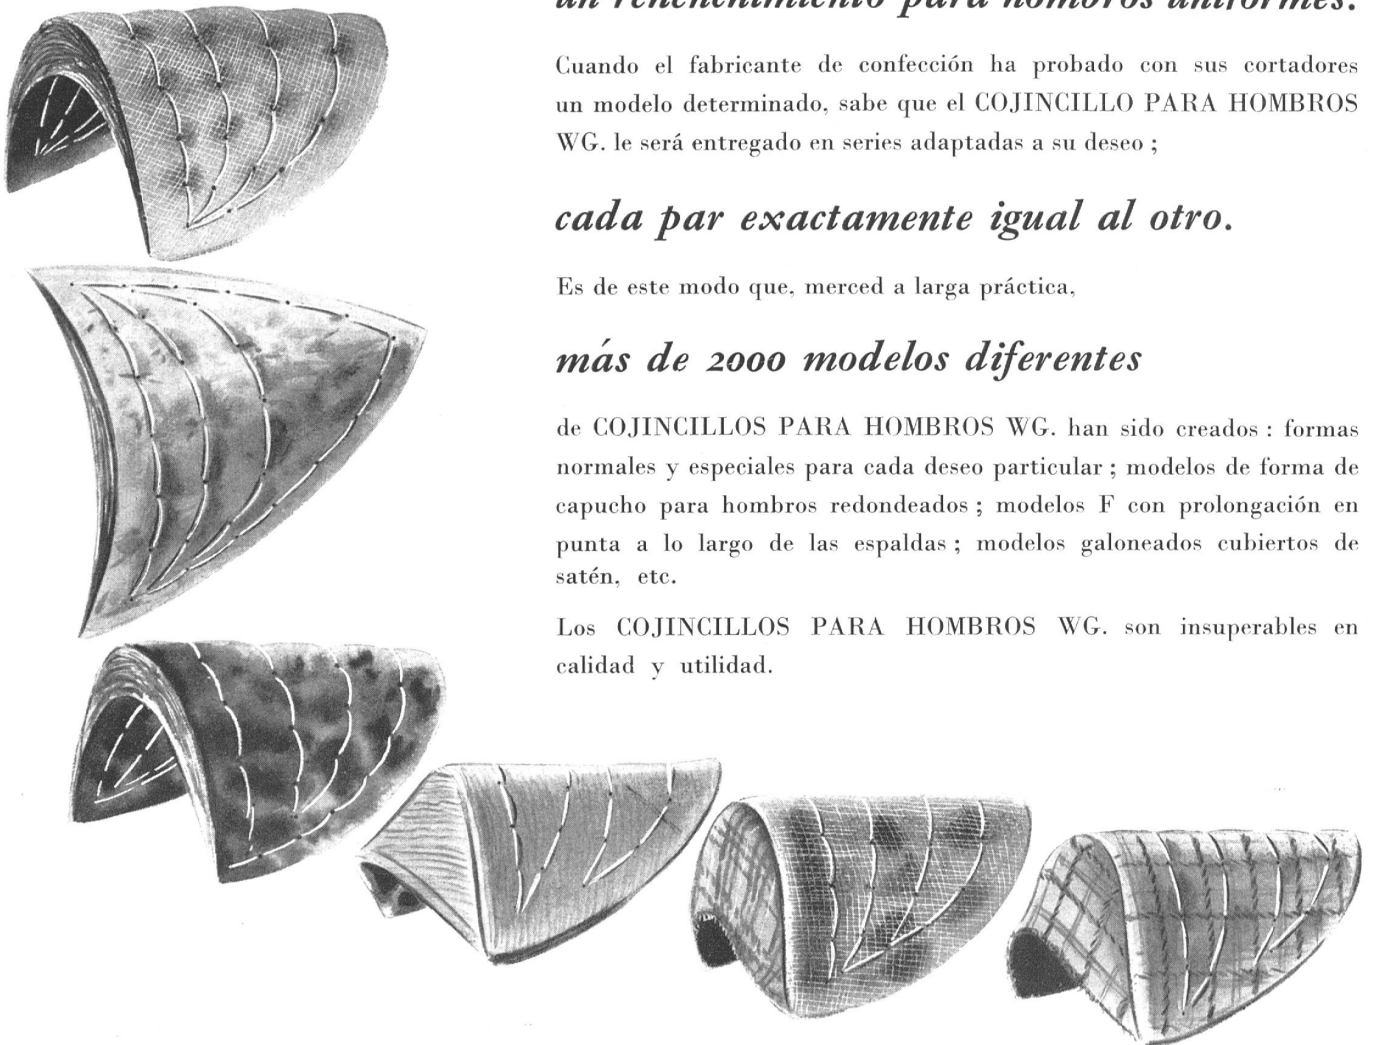 un rehenchimiento para hombros uniformes.
Cuando el fabricante de confección ha probado con sus cortadores
un modelo determinado, sabe que el COJINCILLO PARA HOMBROS
WG. le será entregado en series adaptadas a su deseo ;
cada par exactamente igual al otro.
Es de este modo que, merced a larga práctica,
más de 2000 modelos diferentes
de COJINCILLOS PARA HOMBROS WG. han sido creados : formas
normales y especiales para cada deseo particular ; modelos de forma de
capucho para hombros redondeados ; modelos F con prolongación en
punta a lo largo de las espaldas ; modelos galoneados cubiertos de
satén, etc.
Los COJINCILLOS PARA HOMBROS WG. son insuperables en
calidad y utilidad.